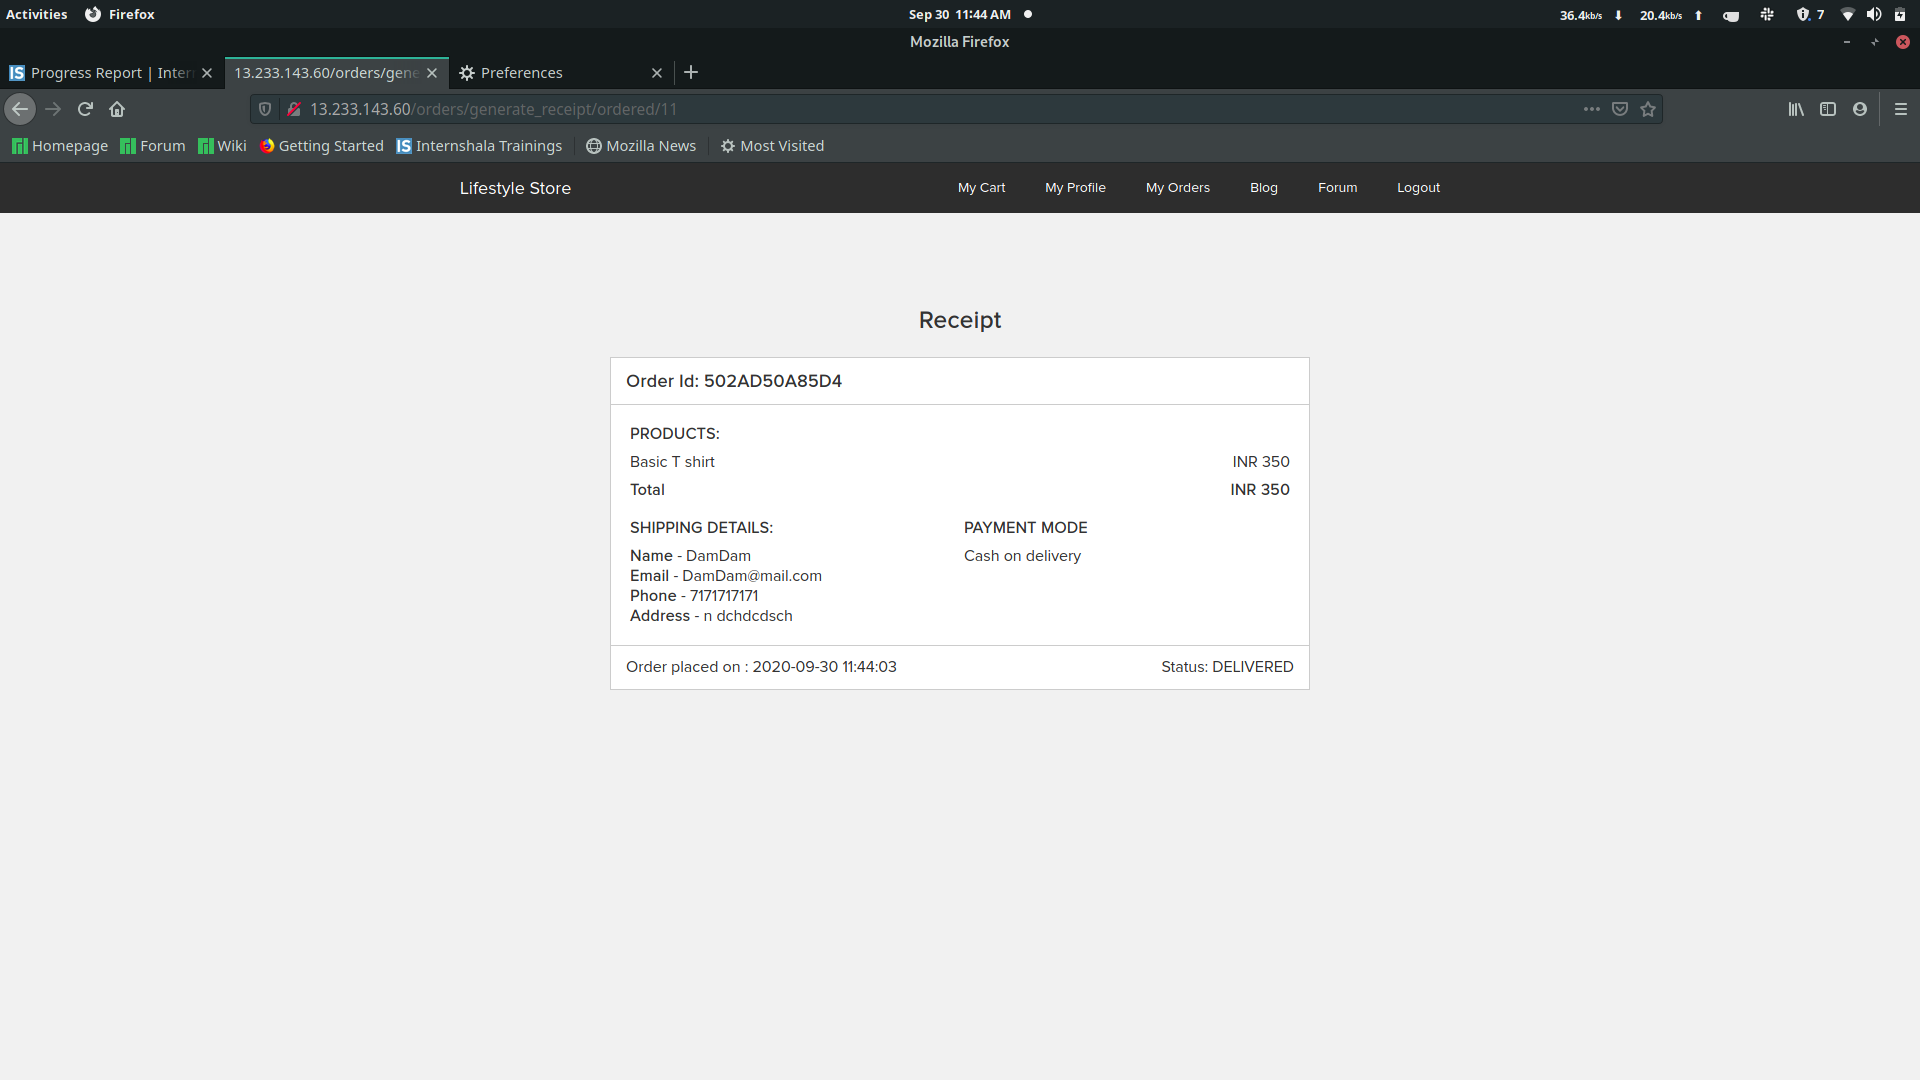 Activities Firefox Sep 30 11:44 AM 36.4kb/s 20.4kb/s 7
Mozilla Firefox
Progress Report | Inter 13.233.143.60/orders/gene Preferences
13.233.143.60/orders/generate_receipt/ordered/11
Homepage Forum Wiki Getting Started IS Internshala Trainings Mozilla News Most Visited
Lifestyle Store My Cart My Profile My Orders Blog Forum Logout
Receipt
Order Id: 502AD50A85D4
PRODUCTS:
Basic T shirt INR 350
Total INR 350
SHIPPING DETAILS: PAYMENT MODE
Name - DamDam Cash on delivery
Email - DamDam@mail.com
Phone - 7171717171
Address - n dchdcdsch
Order placed on : 2020-09-30 11:44:03 Status: DELIVERED